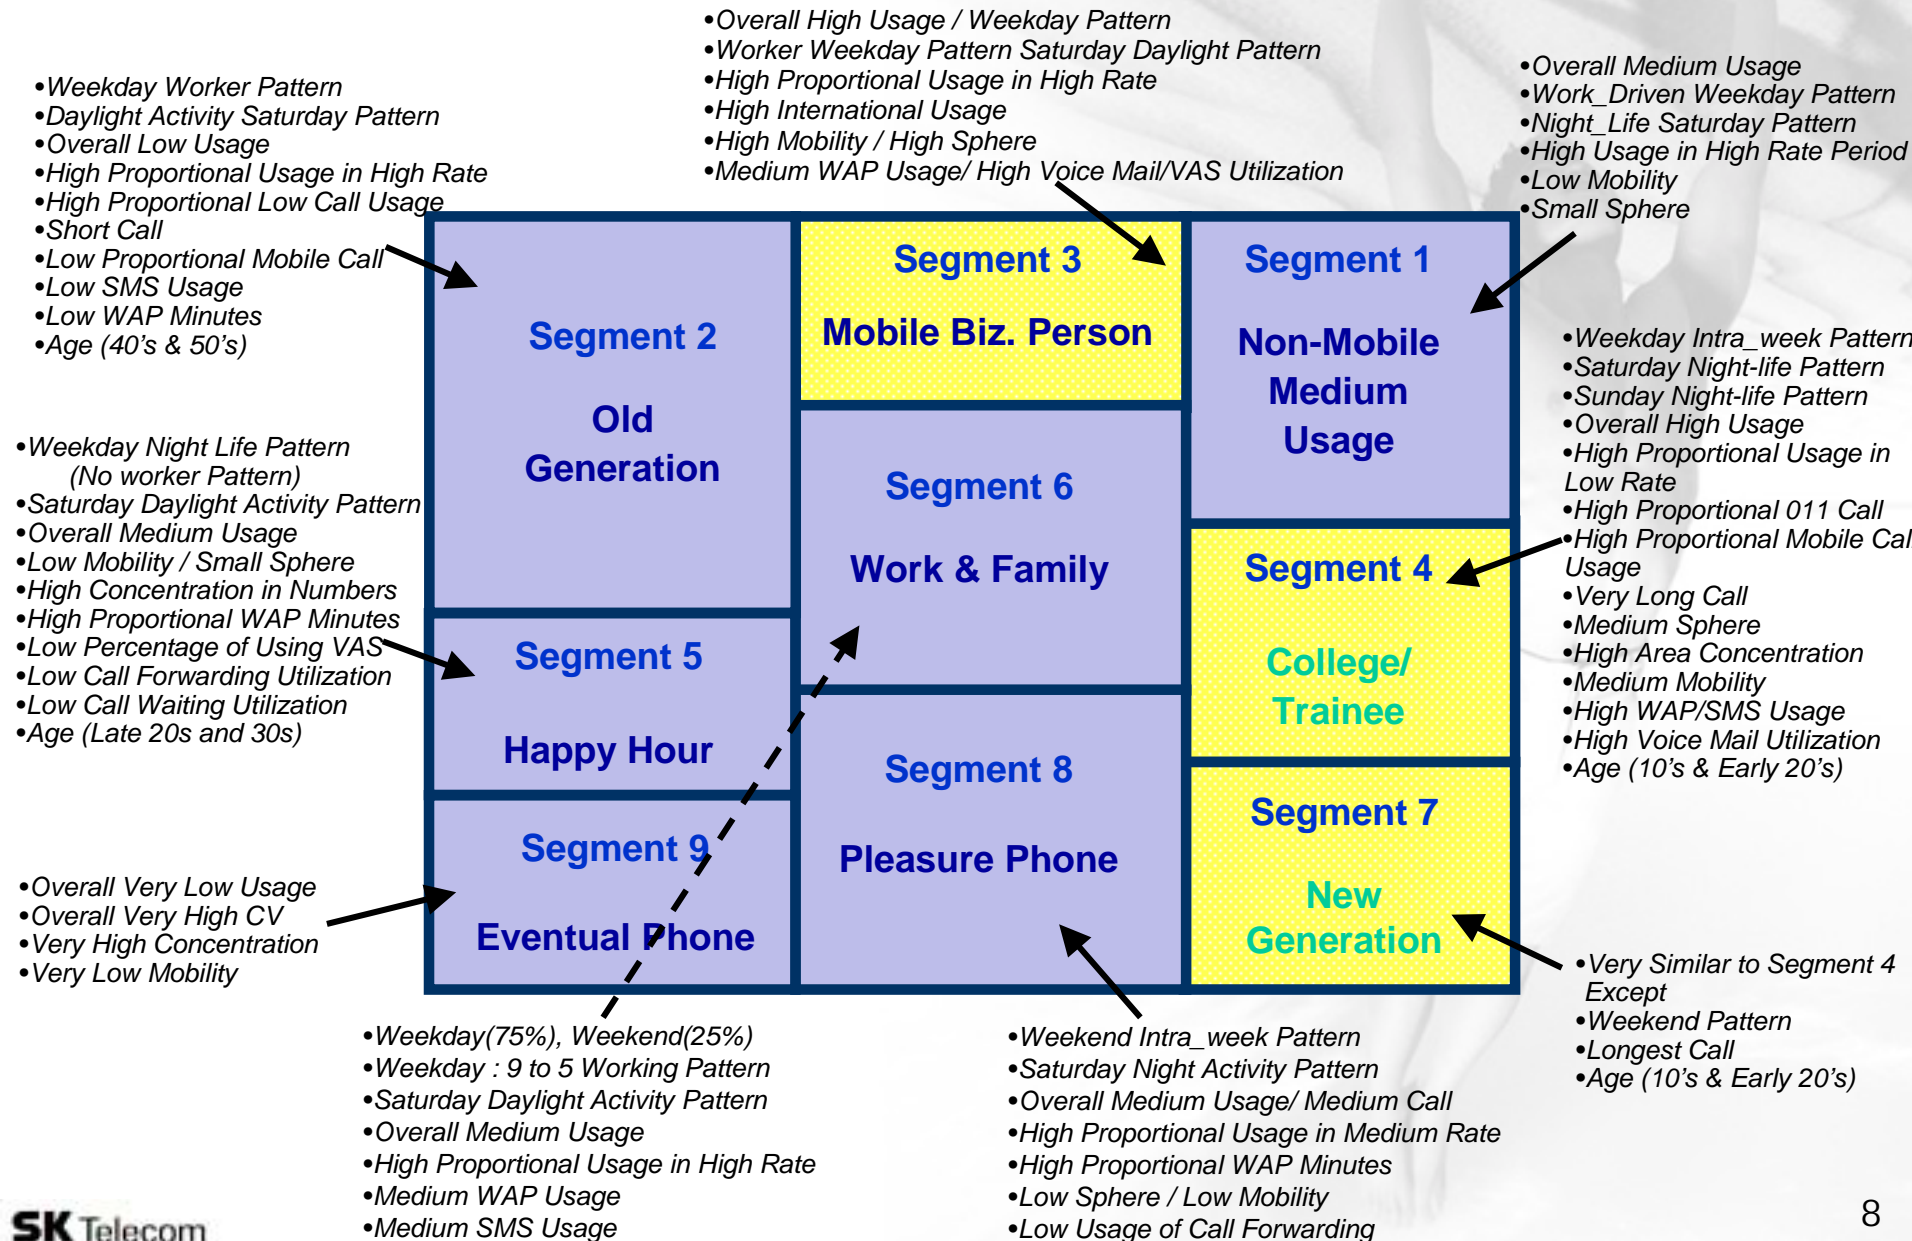 •Overall High Usage / Weekday Pattern
•Worker Weekday Pattern Saturday Daylight Pattern
•High Proportional Usage in High Rate
•High International Usage
•High Mobility / High Sphere
•Medium WAP Usage/ High Voice Mail/VAS Utilization
•Weekday Worker Pattern
•Daylight Activity Saturday Pattern
•Overall Low Usage
•High Proportional Usage in High Rate
•High Proportional Low Call Usage
•Short Call
•Low Proportional Mobile Call
•Low SMS Usage
•Low WAP Minutes
•Age (40's & 50's)
•Overall Medium Usage
•Work_Driven Weekday Pattern
•Night_Life Saturday Pattern
•High Usage in High Rate Period
•Low Mobility
•Small Sphere
Segment 2
Old
Generation
Segment 3
Mobile Biz. Person
Segment 1
Non-Mobile
Medium
Usage
•Weekday Night Life Pattern
(No worker Pattern)
•Saturday Daylight Activity Pattern
•Overall Medium Usage
•Low Mobility / Small Sphere
•High Concentration in Numbers
•High Proportional WAP Minutes
•Low Percentage of Using VAS
•Low Call Forwarding Utilization
•Low Call Waiting Utilization
•Age (Late 20s and 30s)
Segment 6
Work & Family
Segment 4
College/
Trainee
•Weekday Intra_week Pattern
•Saturday Night-life Pattern
•Sunday Night-life Pattern
•Overall High Usage
•High Proportional Usage in
Low Rate
•High Proportional 011 Call
•High Proportional Mobile Cal
Usage
•Very Long Call
•Medium Sphere
•High Area Concentration
•Medium Mobility
•High WAP/SMS Usage
•High Voice Mail Utilization
•Age (10's & Early 20's)
Segment 5
Happy Hour
Segment 8
Pleasure Phone
Segment 7
New
Generation
•Overall Very Low Usage
•Overall Very High CV
•Very High Concentration
•Very Low Mobility
Segment 9
Eventual Phone
•Very Similar to Segment 4
Except
•Weekend Pattern
•Longest Call
•Age (10's & Early 20's)
•Weekday(75%), Weekend(25%)
•Weekday : 9 to 5 Working Pattern
•Saturday Daylight Activity Pattern
•Overall Medium Usage
•High Proportional Usage in High Rate
•Medium WAP Usage
•Medium SMS Usage
•Weekend Intra_week Pattern
•Saturday Night Activity Pattern
•Overall Medium Usage/ Medium Call
•High Proportional Usage in Medium Rate
•High Proportional WAP Minutes
•Low Sphere / Low Mobility
•Low Usage of Call Forwarding
SK Telecom
8